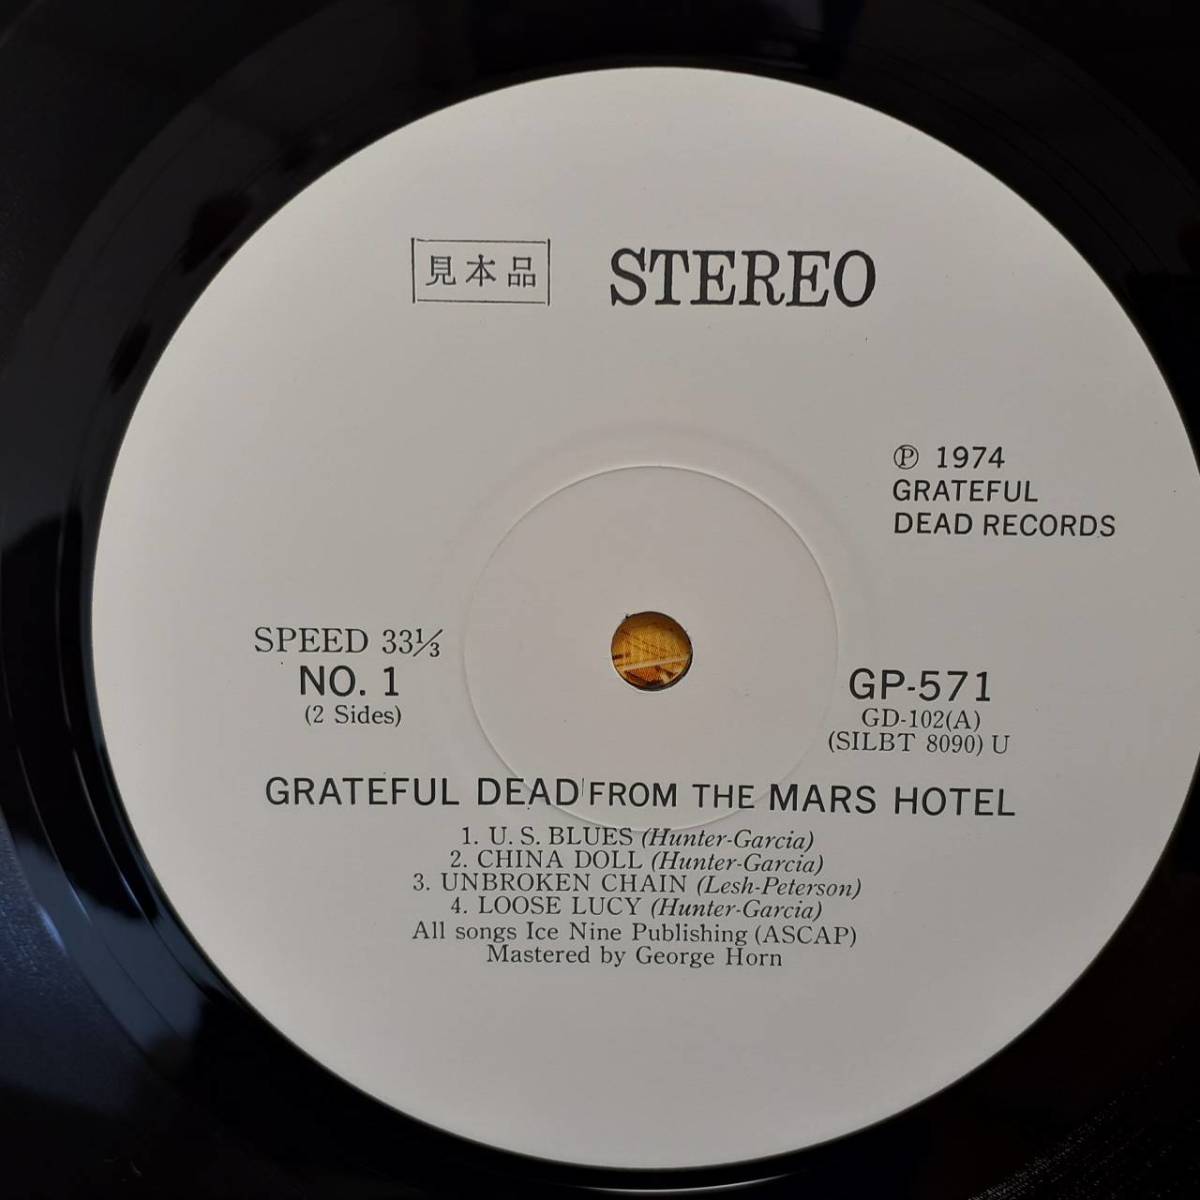 見本品 STEREO
Ⓟ 1974
GRATEFUL
DEAD RECORDS
SPEED 33⅓
NO. 1
(2 Sides)
GP-571
GD-102(A)
(SILBT 8090) U
GRATEFUL DEAD FROM THE MARS HOTEL
1. U. S. BLUES (Hunter-Garcia)
2. CHINA DOLL (Hunter-Garcia)
3. UNBROKEN CHAIN (Lesh-Peterson)
4. LOOSE LUCY (Hunter-Garcia)
All songs Ice Nine Publishing (ASCAP)
Mastered by George Horn